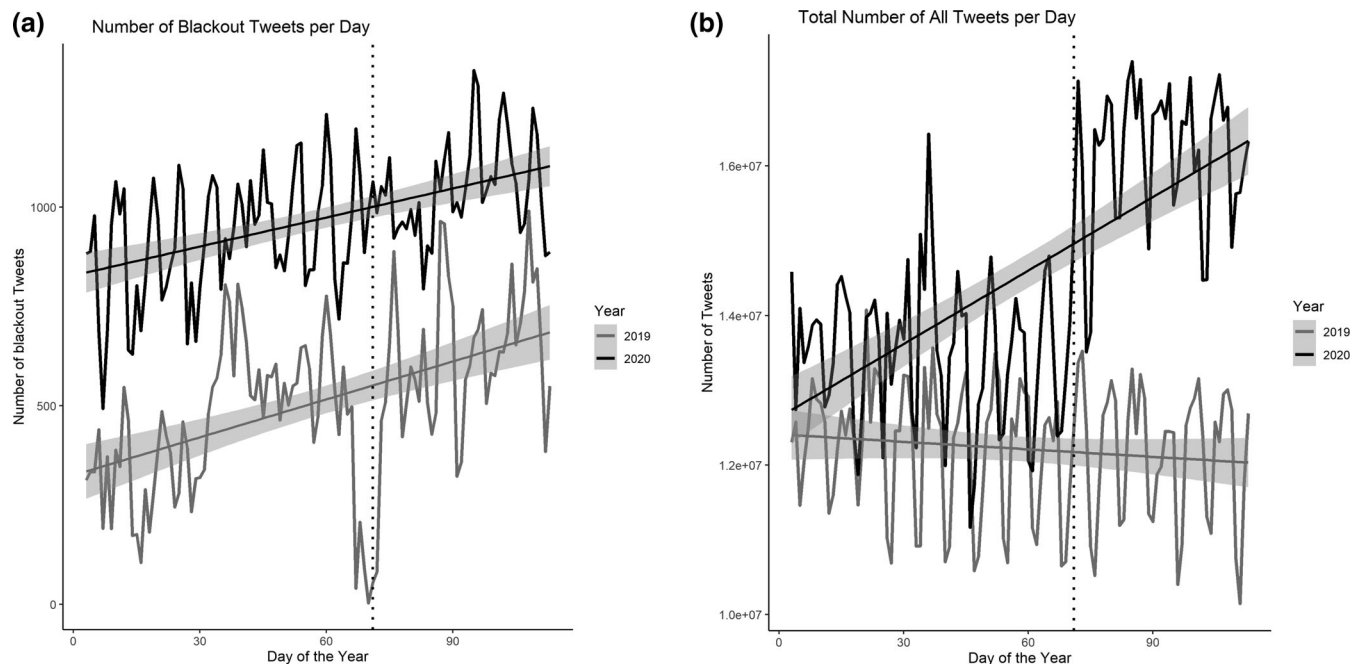 (a)
Number of Blackout Tweets per Day
Number of blackout Tweets
1000
500
0
0
30
60
90
Day of the Year
Year
2019
2020
(b)
Total Number of All Tweets per Day
Number of Tweets
1.6e+07
1.4e+07
1.2e+07
1.0e+07
0
30
60
90
Day of the Year
Year
2019
2020